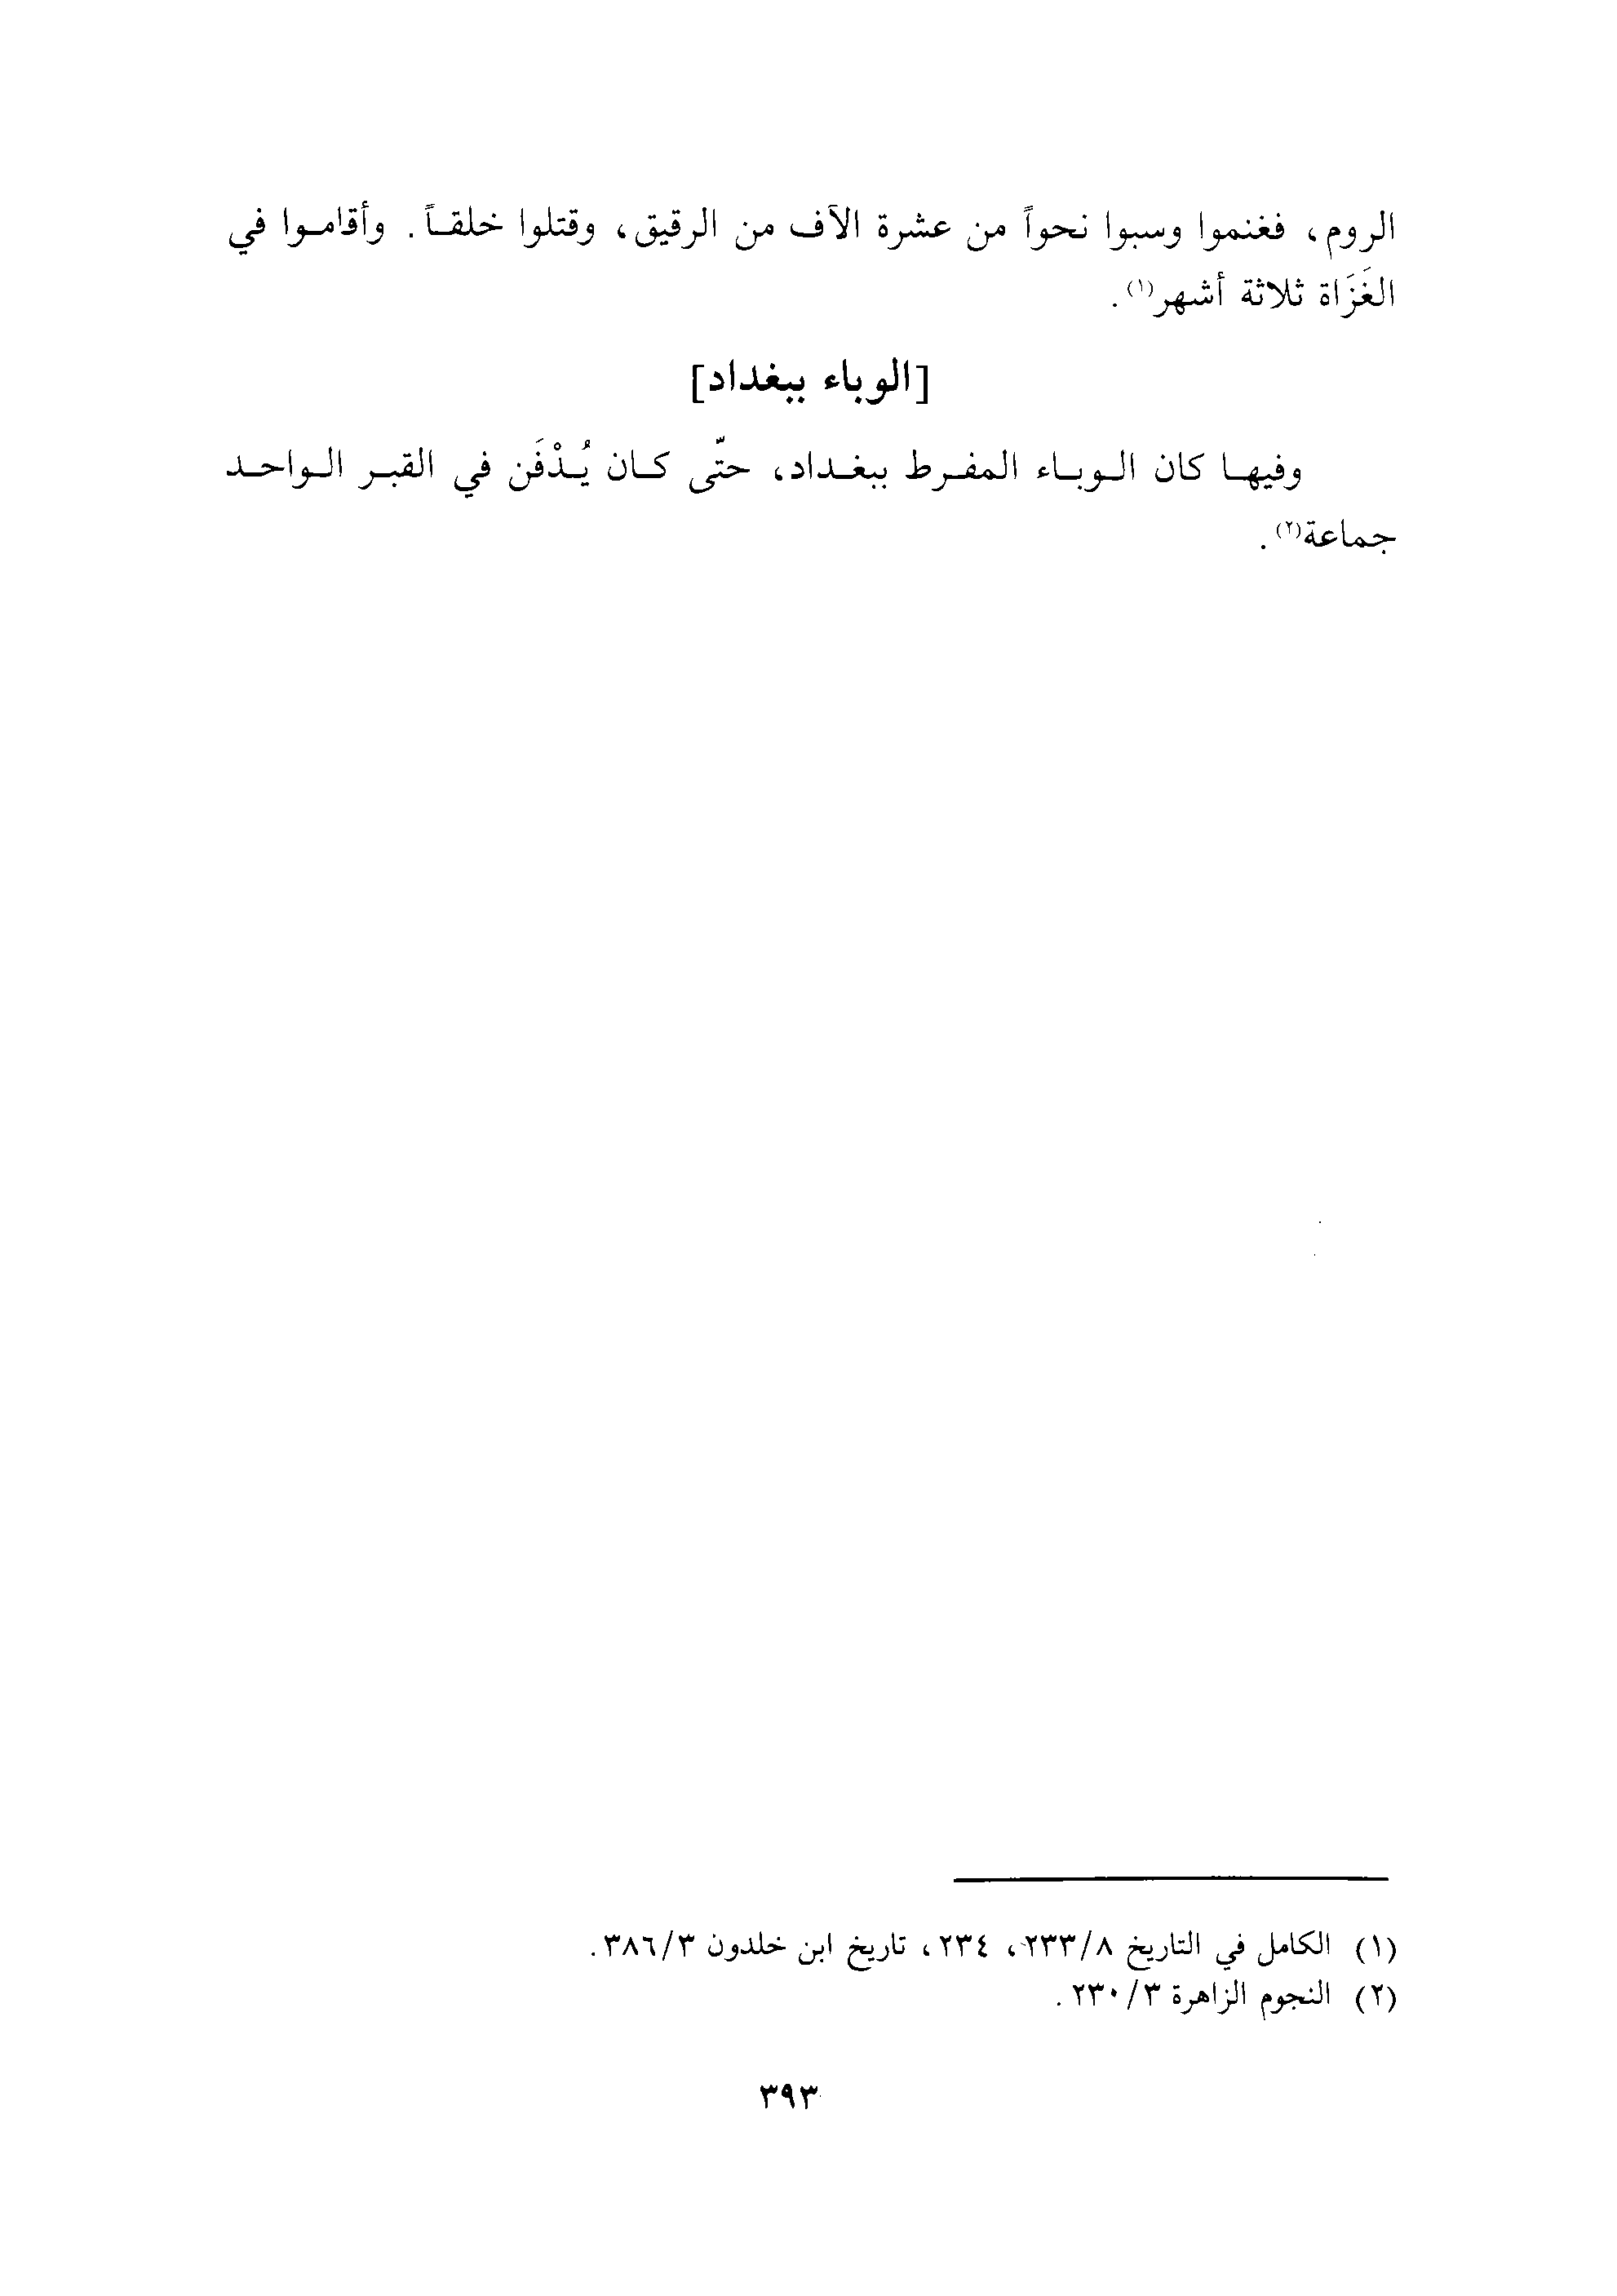 الروم، فغنموا وسبوا نحواً من عشرة الآف من الرقيق، وقتلوا خلقاً. وأقاموا في
الغَزَاة ثلاثة أشهر(١).
[الوباء ببغداد]
وفيها كان الوباء المفرط ببغداد، حتّى كان يُدْفَن في القبر الواحد
جماعة(٢).
(١) الكامل في التاريخ ٢٣٣/٨، ٢٣٤، تاريخ ابن خلدون ٣٨٦/٣.
(٢) النجوم الزاهرة ٢٣٠/٣.
٣٩٣